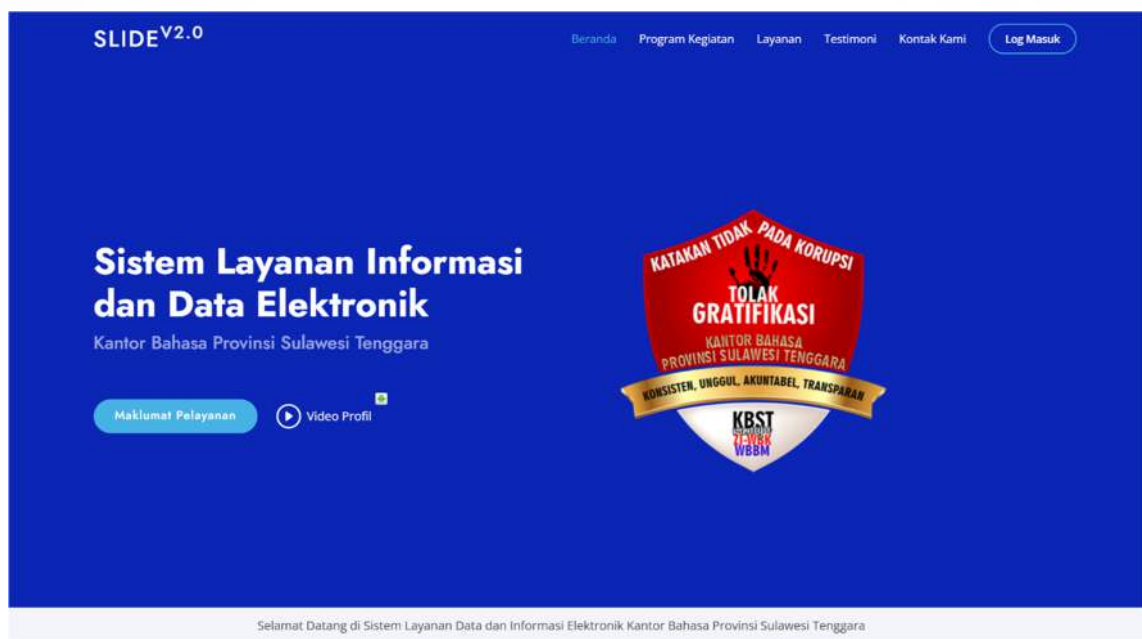 SLIDE V2.0
Beranda Program Kegiatan Layanan Testimoni Kontak Kami Log Masuk
Sistem Layanan Informasi
dan Data Elektronik
Kantor Bahasa Provinsi Sulawesi Tenggara
Maklumat Pelayanan Video Profil
KATAKAN TIDAK PADA KORUPSI
TOLAK
GRATIFIKASI
KANTOR BAHASA
PROVINSI SULAWESI TENGGARA
KONSISTEN, UNGGUL, AKUNTABEL, TRANSPARAN
KBST
ZI-WBK
WBBM
Selamat Datang di Sistem Layanan Data dan Informasi Elektronik Kantor Bahasa Provinsi Sulawesi Tenggara